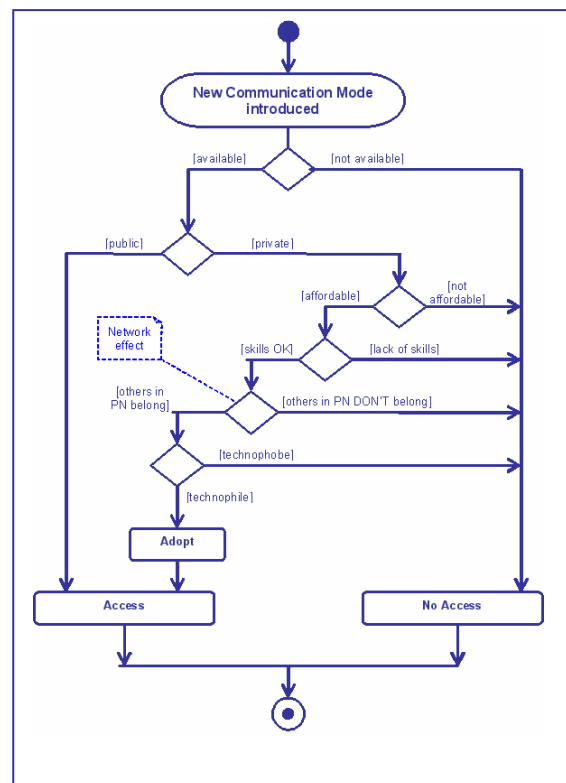 New Communication Mode
introduced
[available]
[not available]
[public]
[private]
[affordable]
[not
affordable]
Network
effect
[skills OK]
[lack of skills]
[others in
PN belong]
[others in PN DON'T belong]
[technophobe]
[technophile]
Adopt
Access
No Access